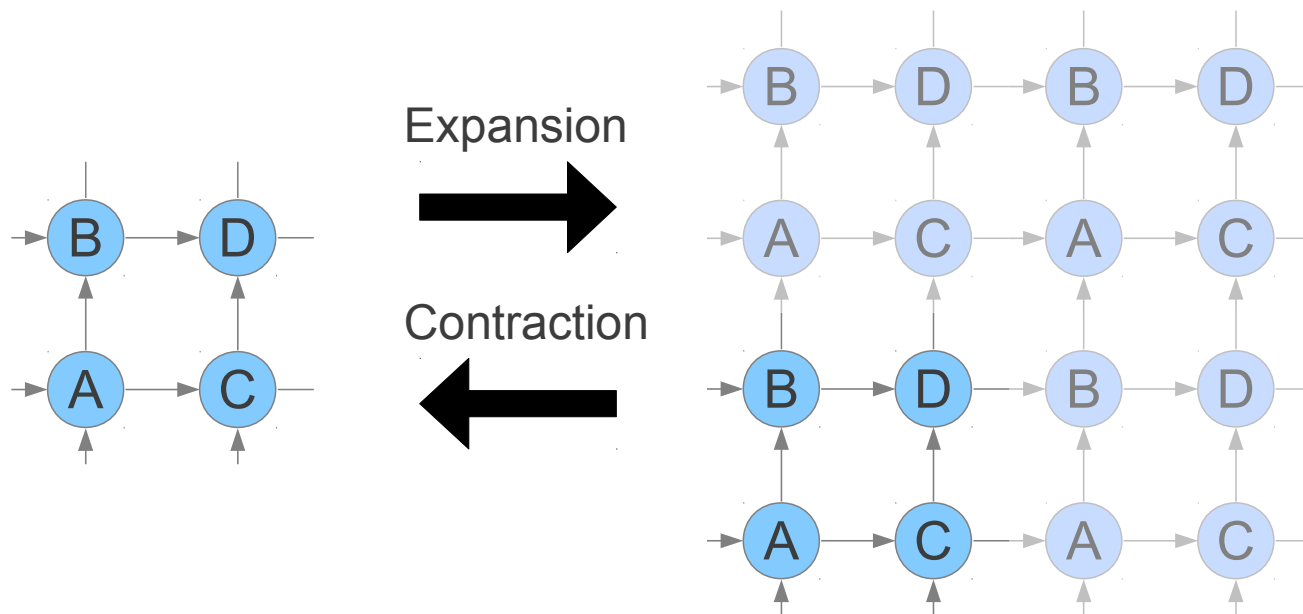 B D B D
Expansion
B D
A C A C
Contraction
A C
B D B D
A C A C